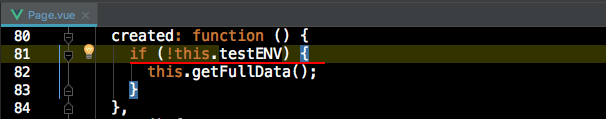 Page.vue
80 created: function () {
81 if (!this.testENV) {
82 this.getFullData();
83 }
84 },